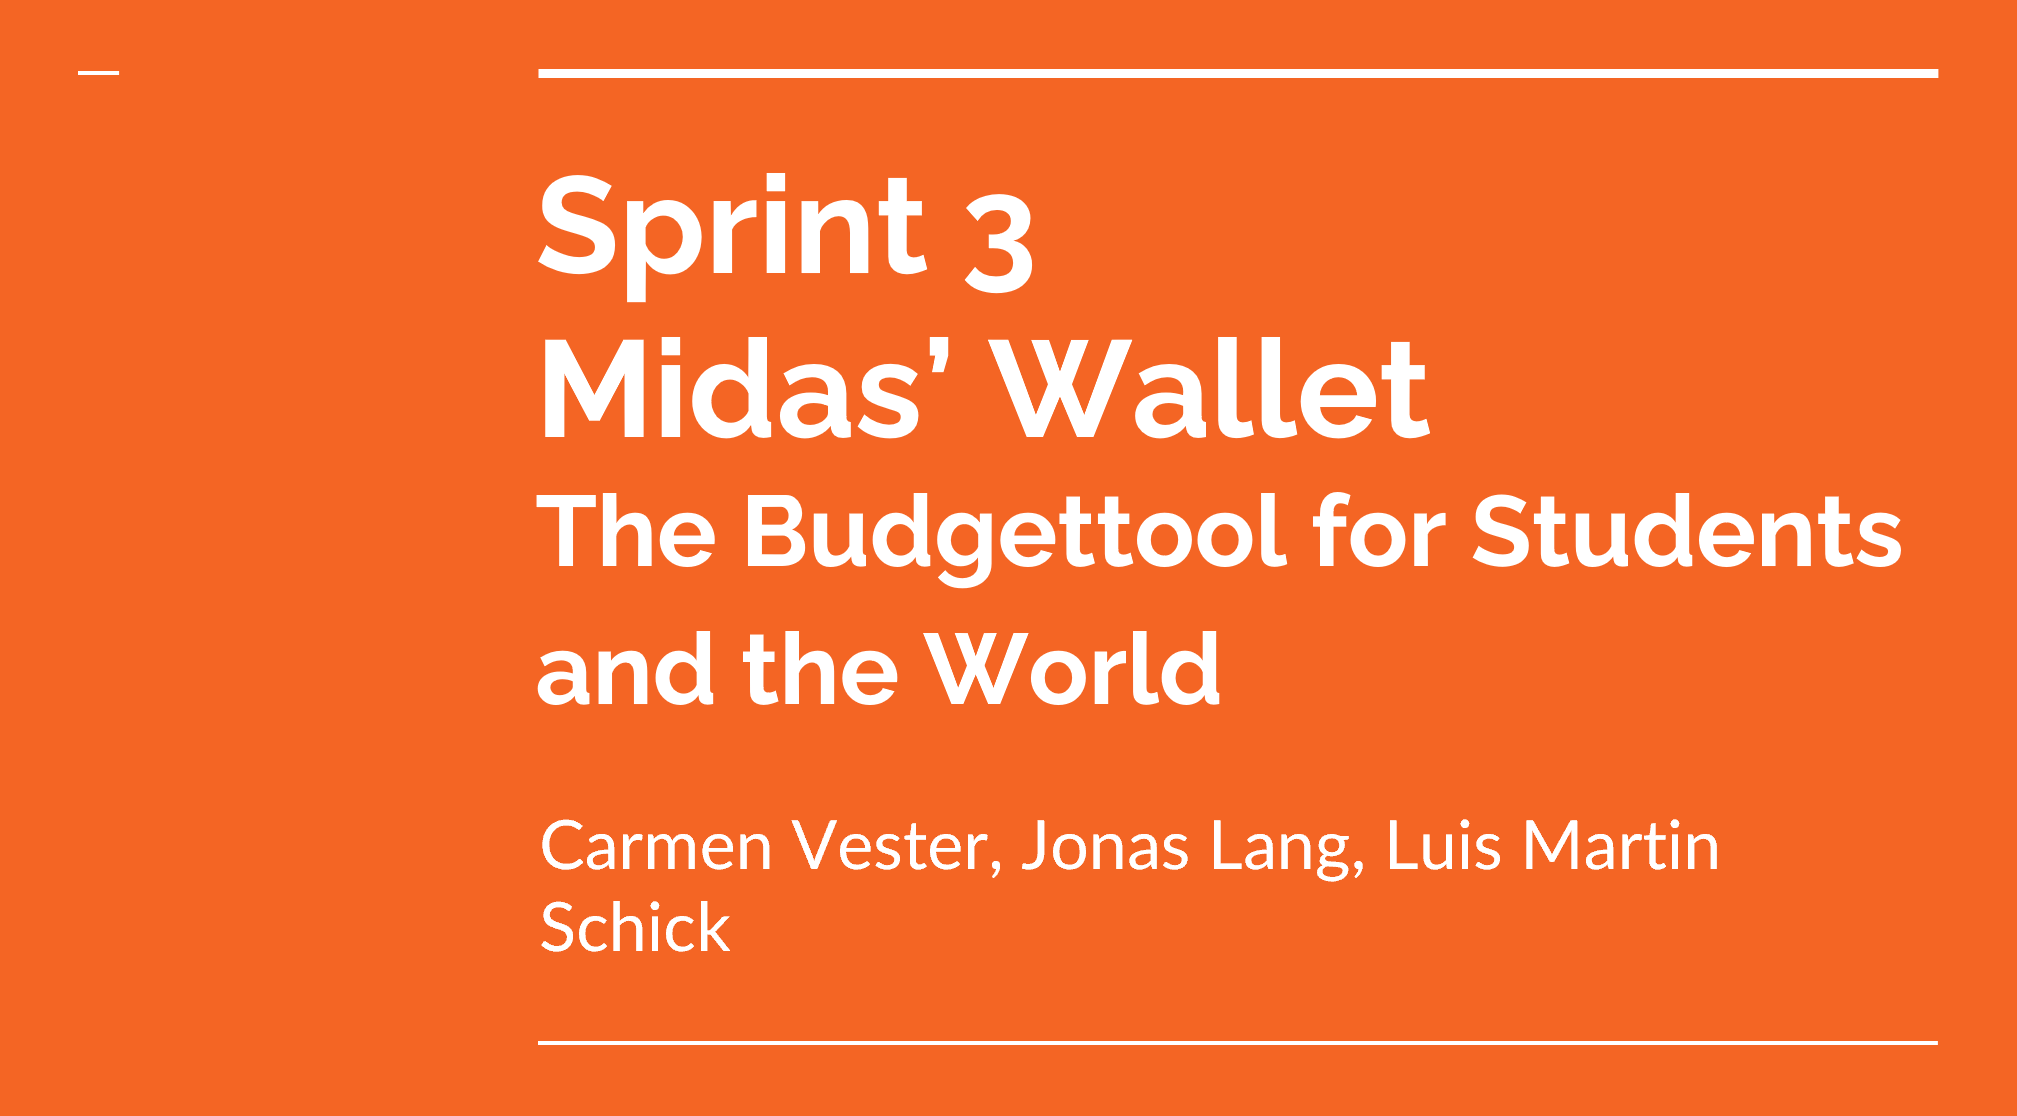 Sprint 3
Midas’ Wallet
The Budgettool for Students
and the World
Carmen Vester, Jonas Lang, Luis Martin
Schick